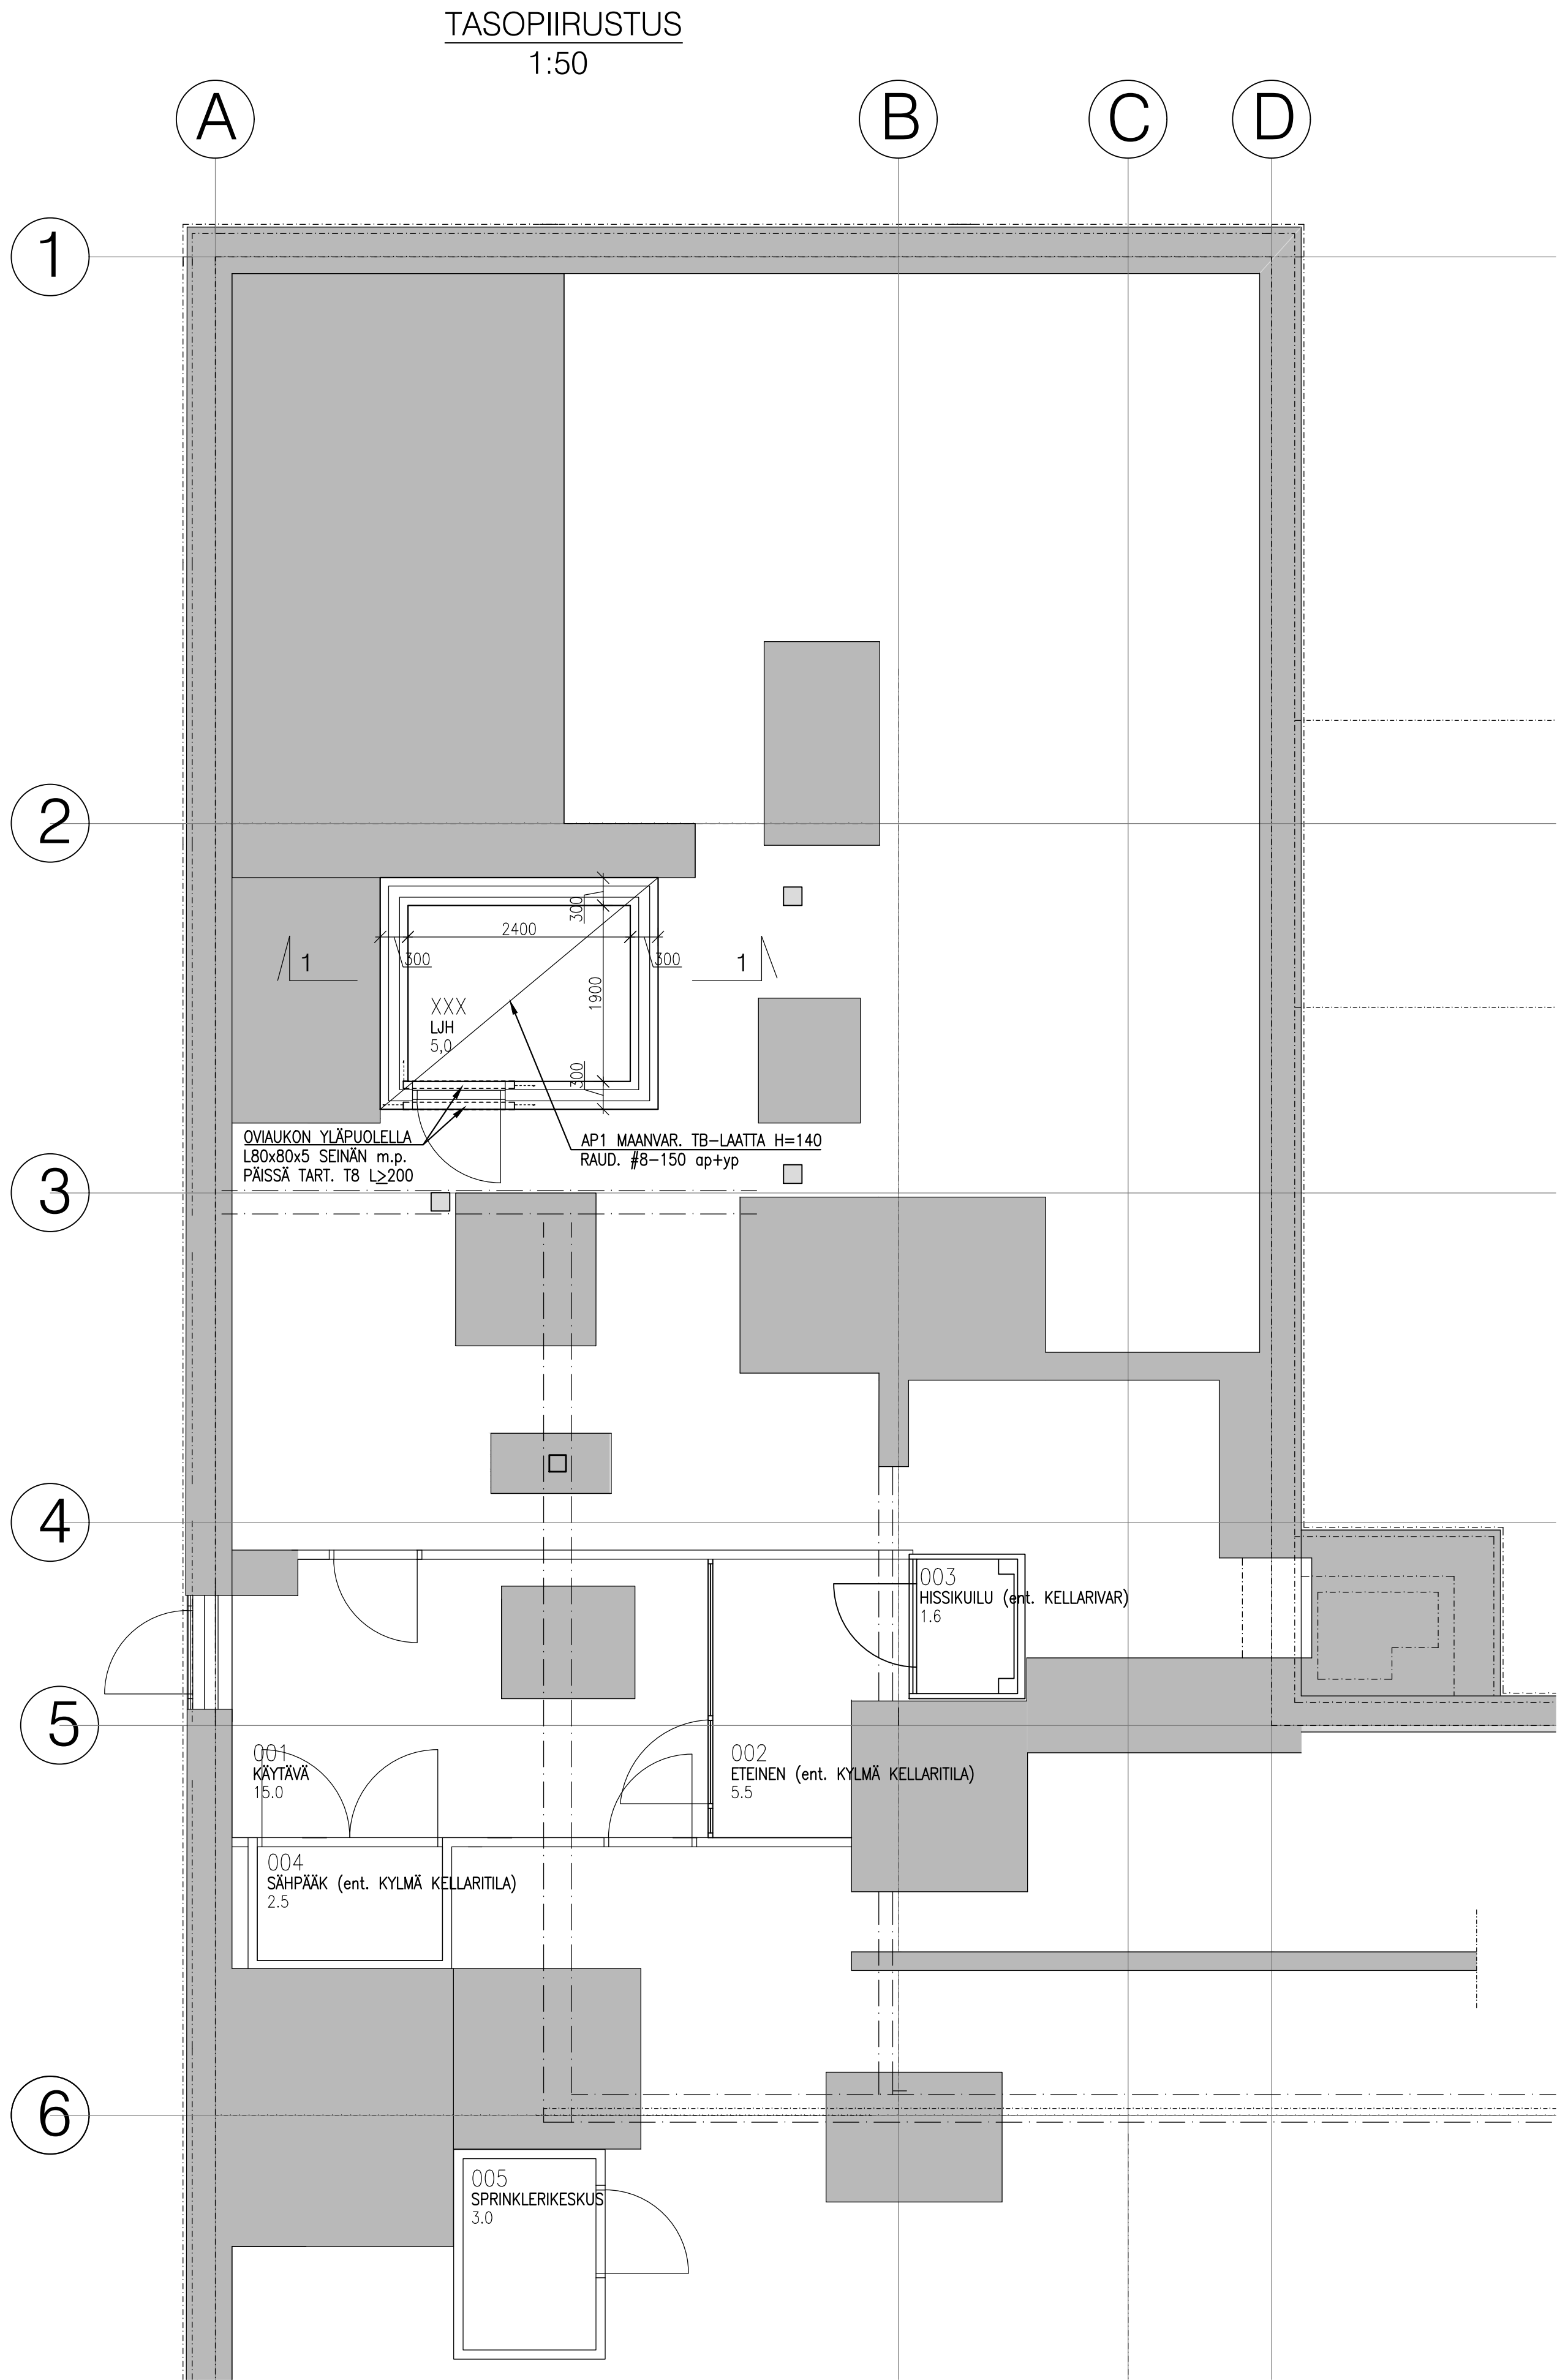 TASOPIIRUSTUS
1:50
A
B
C
D
1
2
300
2400
300
300
1
1
1900
XXX
LJH
5,0
300
OVIAUKON YLÄPUOLELLA
L80x80x5 SEINÄN m.p.
PÄISSÄ TART. T8 L≥200
AP1 MAANVAR. TB-LAATTA H=140
RAUD. #8-150 ap+yp
3
4
003
HISSIKUILU (ent. KELLARIVAR)
1.6
5
001
KÄYTÄVÄ
15.0
002
ETEINEN (ent. KYLMÄ KELLARITILA)
5.5
004
SÄHPÄÄK (ent. KYLMÄ KELLARITILA)
2.5
6
005
SPRINKLERIKESKUS
3.0